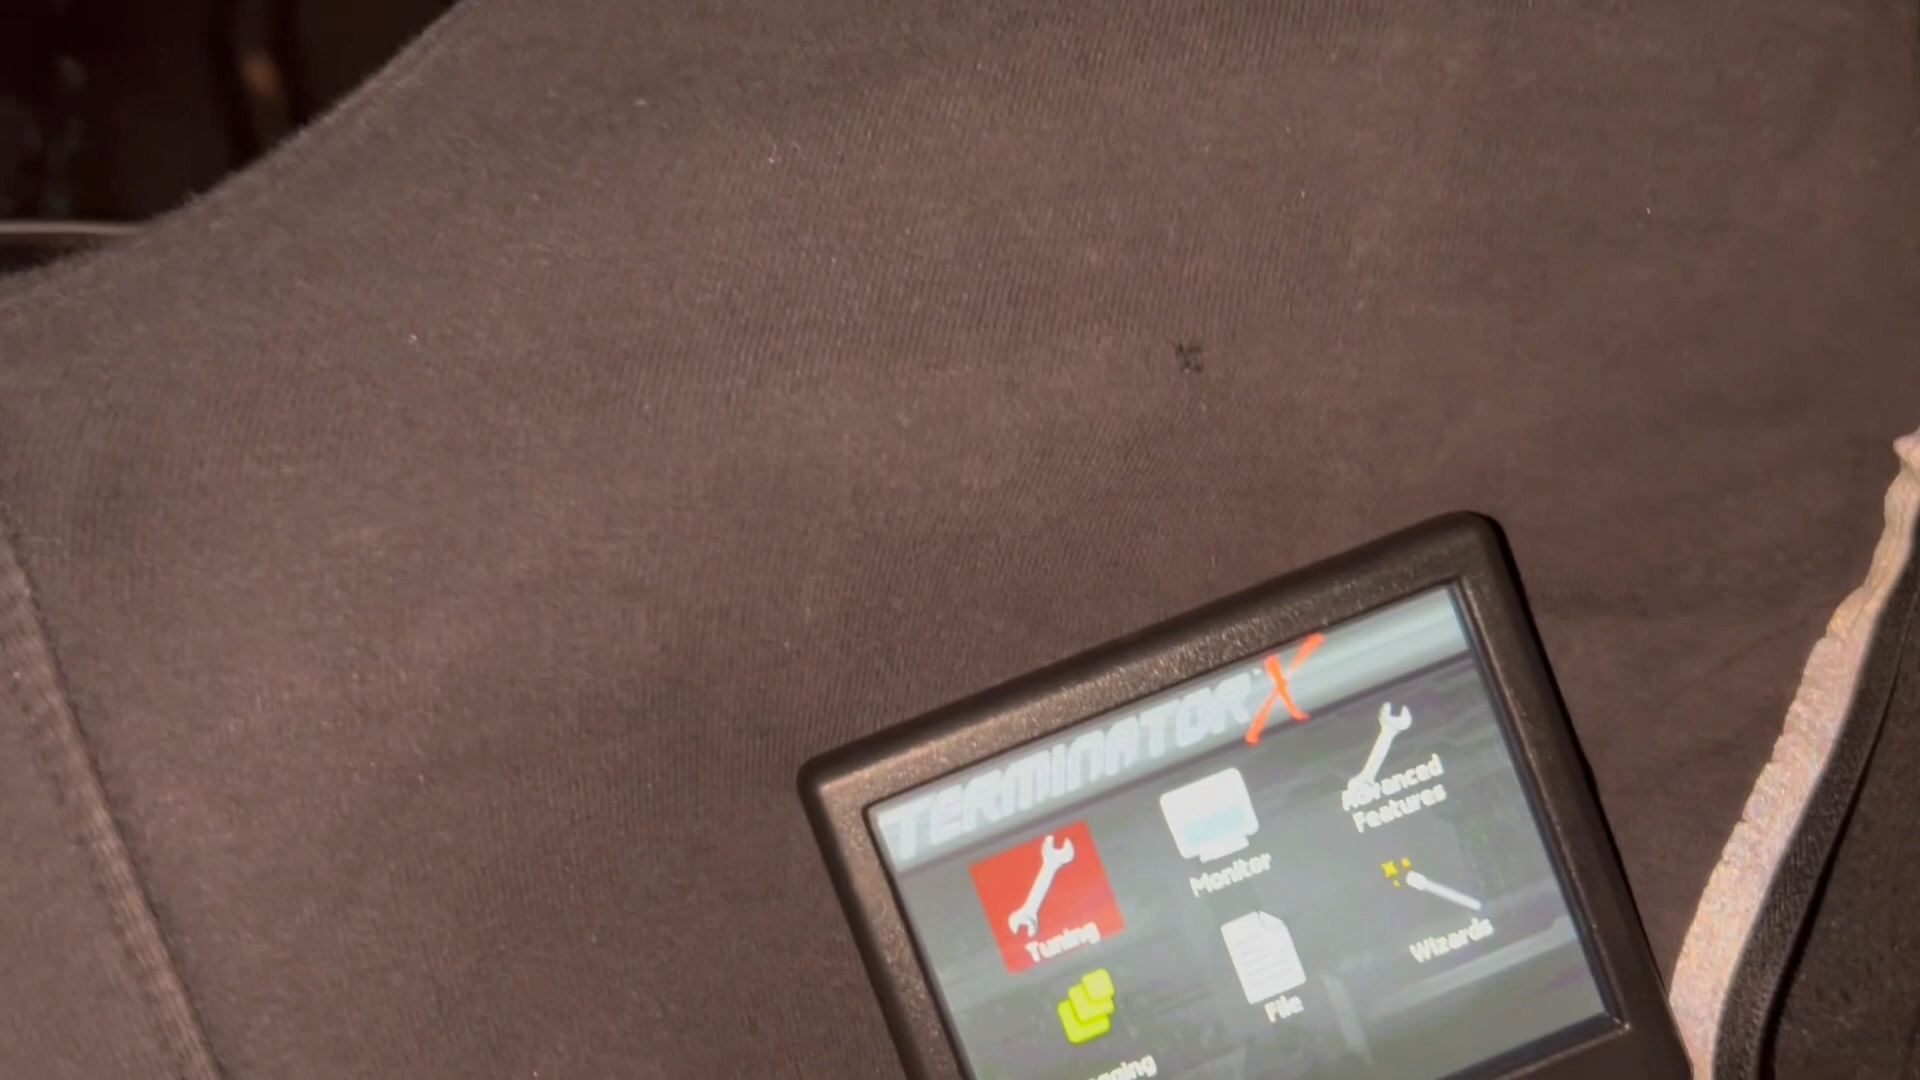 TERMINATOR X
Tuning
Monitor
Advanced
Features
File
Wizards